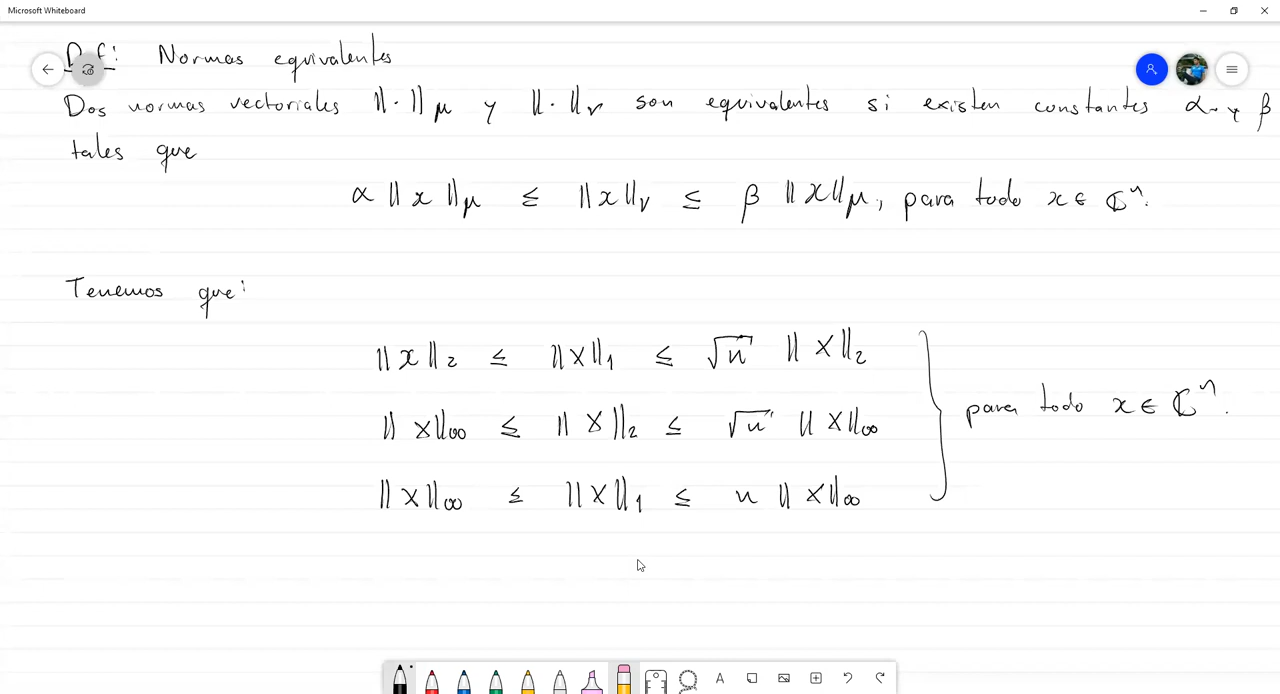 Microsoft Whiteboard
Def: Normas equivalentes
Dos normas vectoriales ||·||μ y ||·||ν son equivalentes si existen constantes α y β
tales que
α ||x||μ ≤ ||x||ν ≤ β ||x||μ, para todo x ∈ ℂⁿ.
Tenemos que:
||x||₂ ≤ ||x||₁ ≤ √n ||x||₂
||x||∞ ≤ ||x||₂ ≤ √n ||x||∞
para todo x ∈ ℂⁿ.
||x||∞ ≤ ||x||₁ ≤ n ||x||∞
A